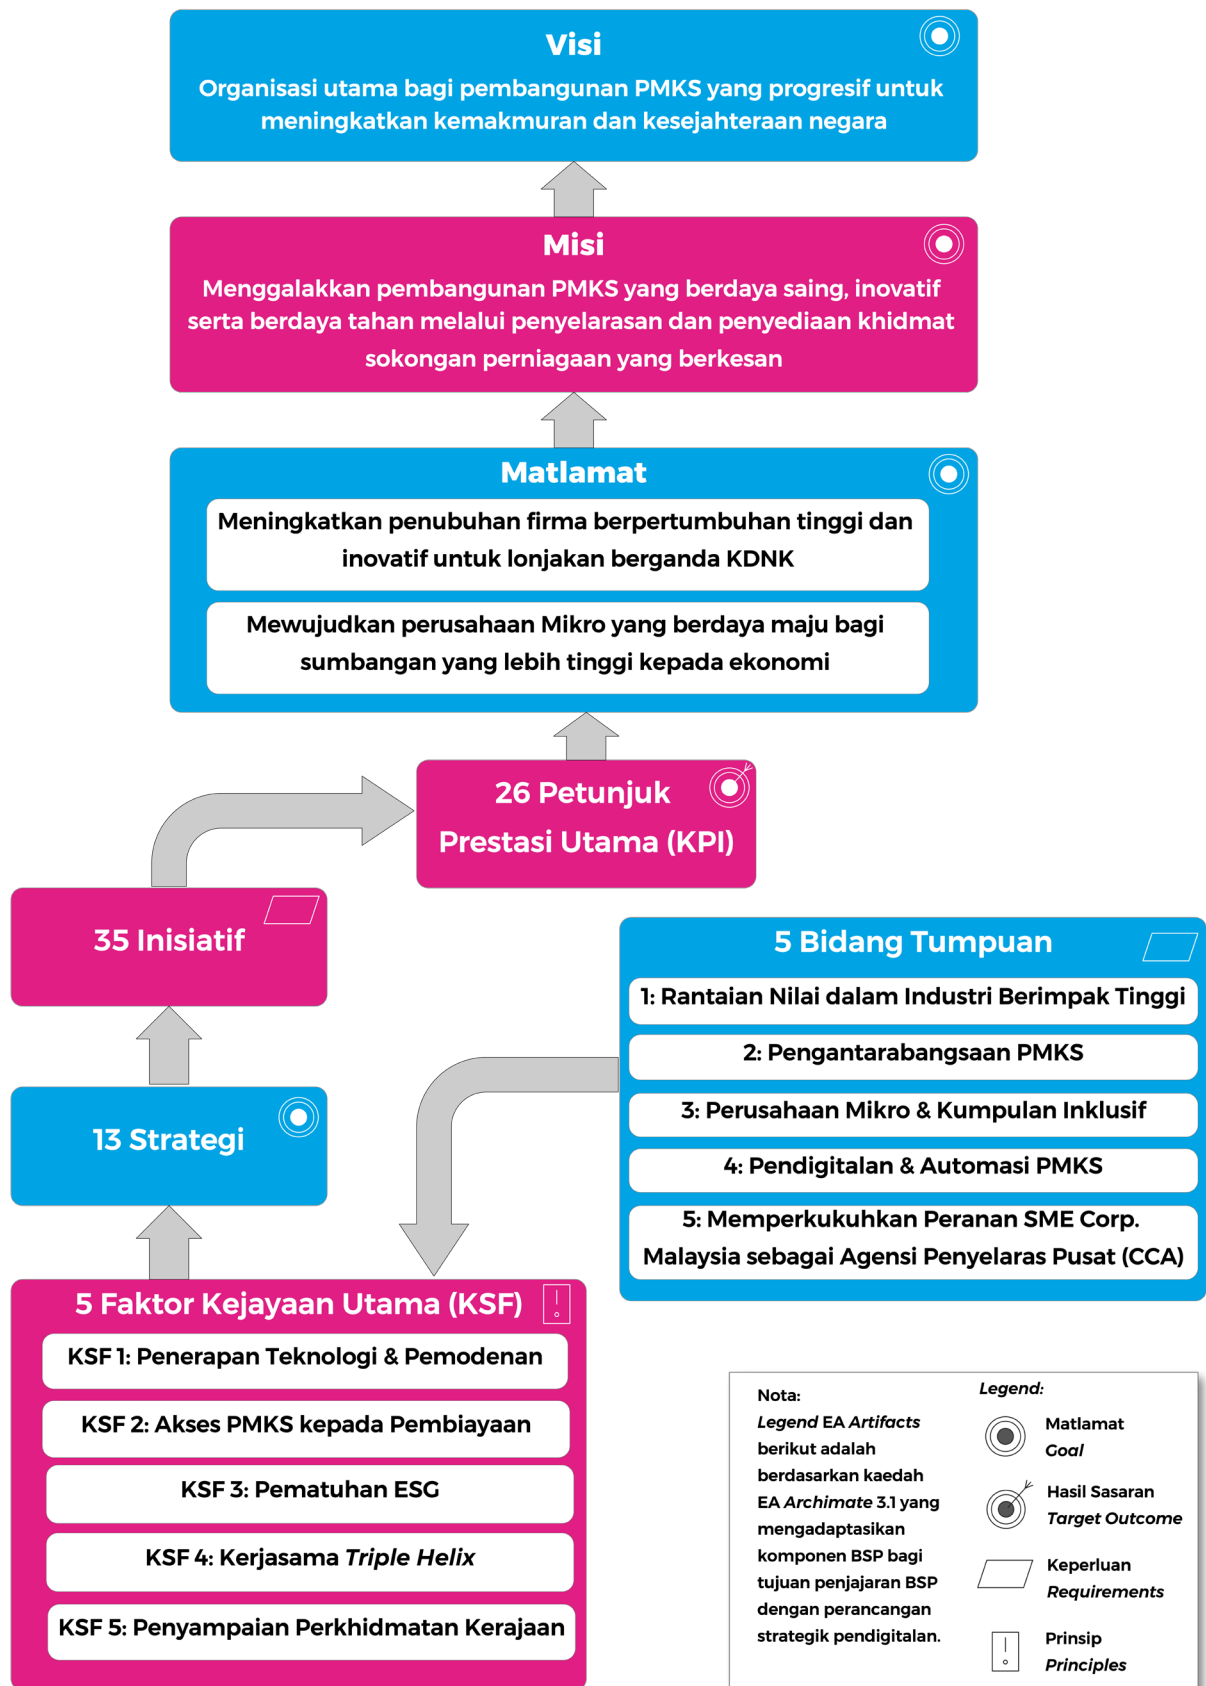 Visi
Organisasi utama bagi pembangunan PMKS yang progresif untuk
meningkatkan kemakmuran dan kesejahteraan negara
Misi
Menggalakkan pembangunan PMKS yang berdaya saing, inovatif
serta berdaya tahan melalui penyelarasan dan penyediaan khidmat
sokongan perniagaan yang berkesan
Matlamat
Meningkatkan penubuhan firma berpertumbuhan tinggi dan
inovatif untuk lonjakan berganda KDNK
Mewujudkan perusahaan Mikro yang berdaya maju bagi
sumbangan yang lebih tinggi kepada ekonomi
26 Petunjuk
Prestasi Utama (KPI)
35 Inisiatif
13 Strategi
5 Bidang Tumpuan
1: Rantaian Nilai dalam Industri Berimpak Tinggi
2: Pengantarabangsaan PMKS
3: Perusahaan Mikro & Kumpulan Inklusif
4: Pendigitalan & Automasi PMKS
5: Memperkukuhkan Peranan SME Corp.
Malaysia sebagai Agensi Penyelaras Pusat (CCA)
5 Faktor Kejayaan Utama (KSF)
KSF 1: Penerapan Teknologi & Pemodenan
KSF 2: Akses PMKS kepada Pembiayaan
KSF 3: Pematuhan ESG
KSF 4: Kerjasama Triple Helix
KSF 5: Penyampaian Perkhidmatan Kerajaan
Nota:
Legend EA Artifacts
berikut adalah
berdasarkan kaedah
EA Archimate 3.1 yang
mengadaptasikan
komponen BSP bagi
tujuan penjajaran BSP
dengan perancangan
strategik pendigitalan.
Legend:
Matlamat
Goal
Hasil Sasaran
Target Outcome
Keperluan
Requirements
Prinsip
Principles